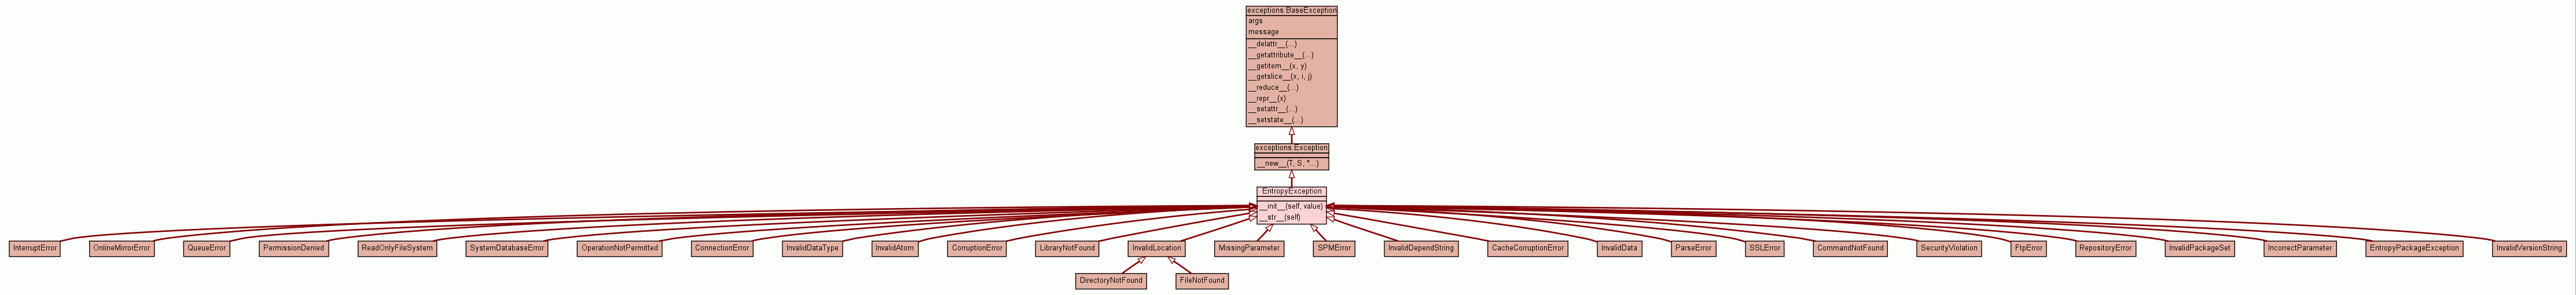 exceptions.BaseException
args
message
__delattr__(...)
__getattribute__(...)
__getitem__(x, y)
__getslice__(x, i, j)
__reduce__(...)
__repr__(x)
__setattr__(...)
__setstate__(...)
exceptions.Exception
__new__(T, S, *...)
EntropyException
__init__(self, value)
__str__(self)
InterruptError
OnlineMirrorError
QueueError
PermissionDenied
ReadOnlyFileSystem
SystemDatabaseError
OperationNotPermitted
ConnectionError
InvalidDataType
InvalidAtom
CorruptionError
LibraryNotFound
InvalidLocation
MissingParameter
SPMError
InvalidDependString
CacheCorruptionError
InvalidData
ParseError
SSLError
CommandNotFound
SecurityViolation
FtpError
RepositoryError
InvalidPackageSet
IncorrectParameter
EntropyPackageException
InvalidVersionString
DirectoryNotFound
FileNotFound